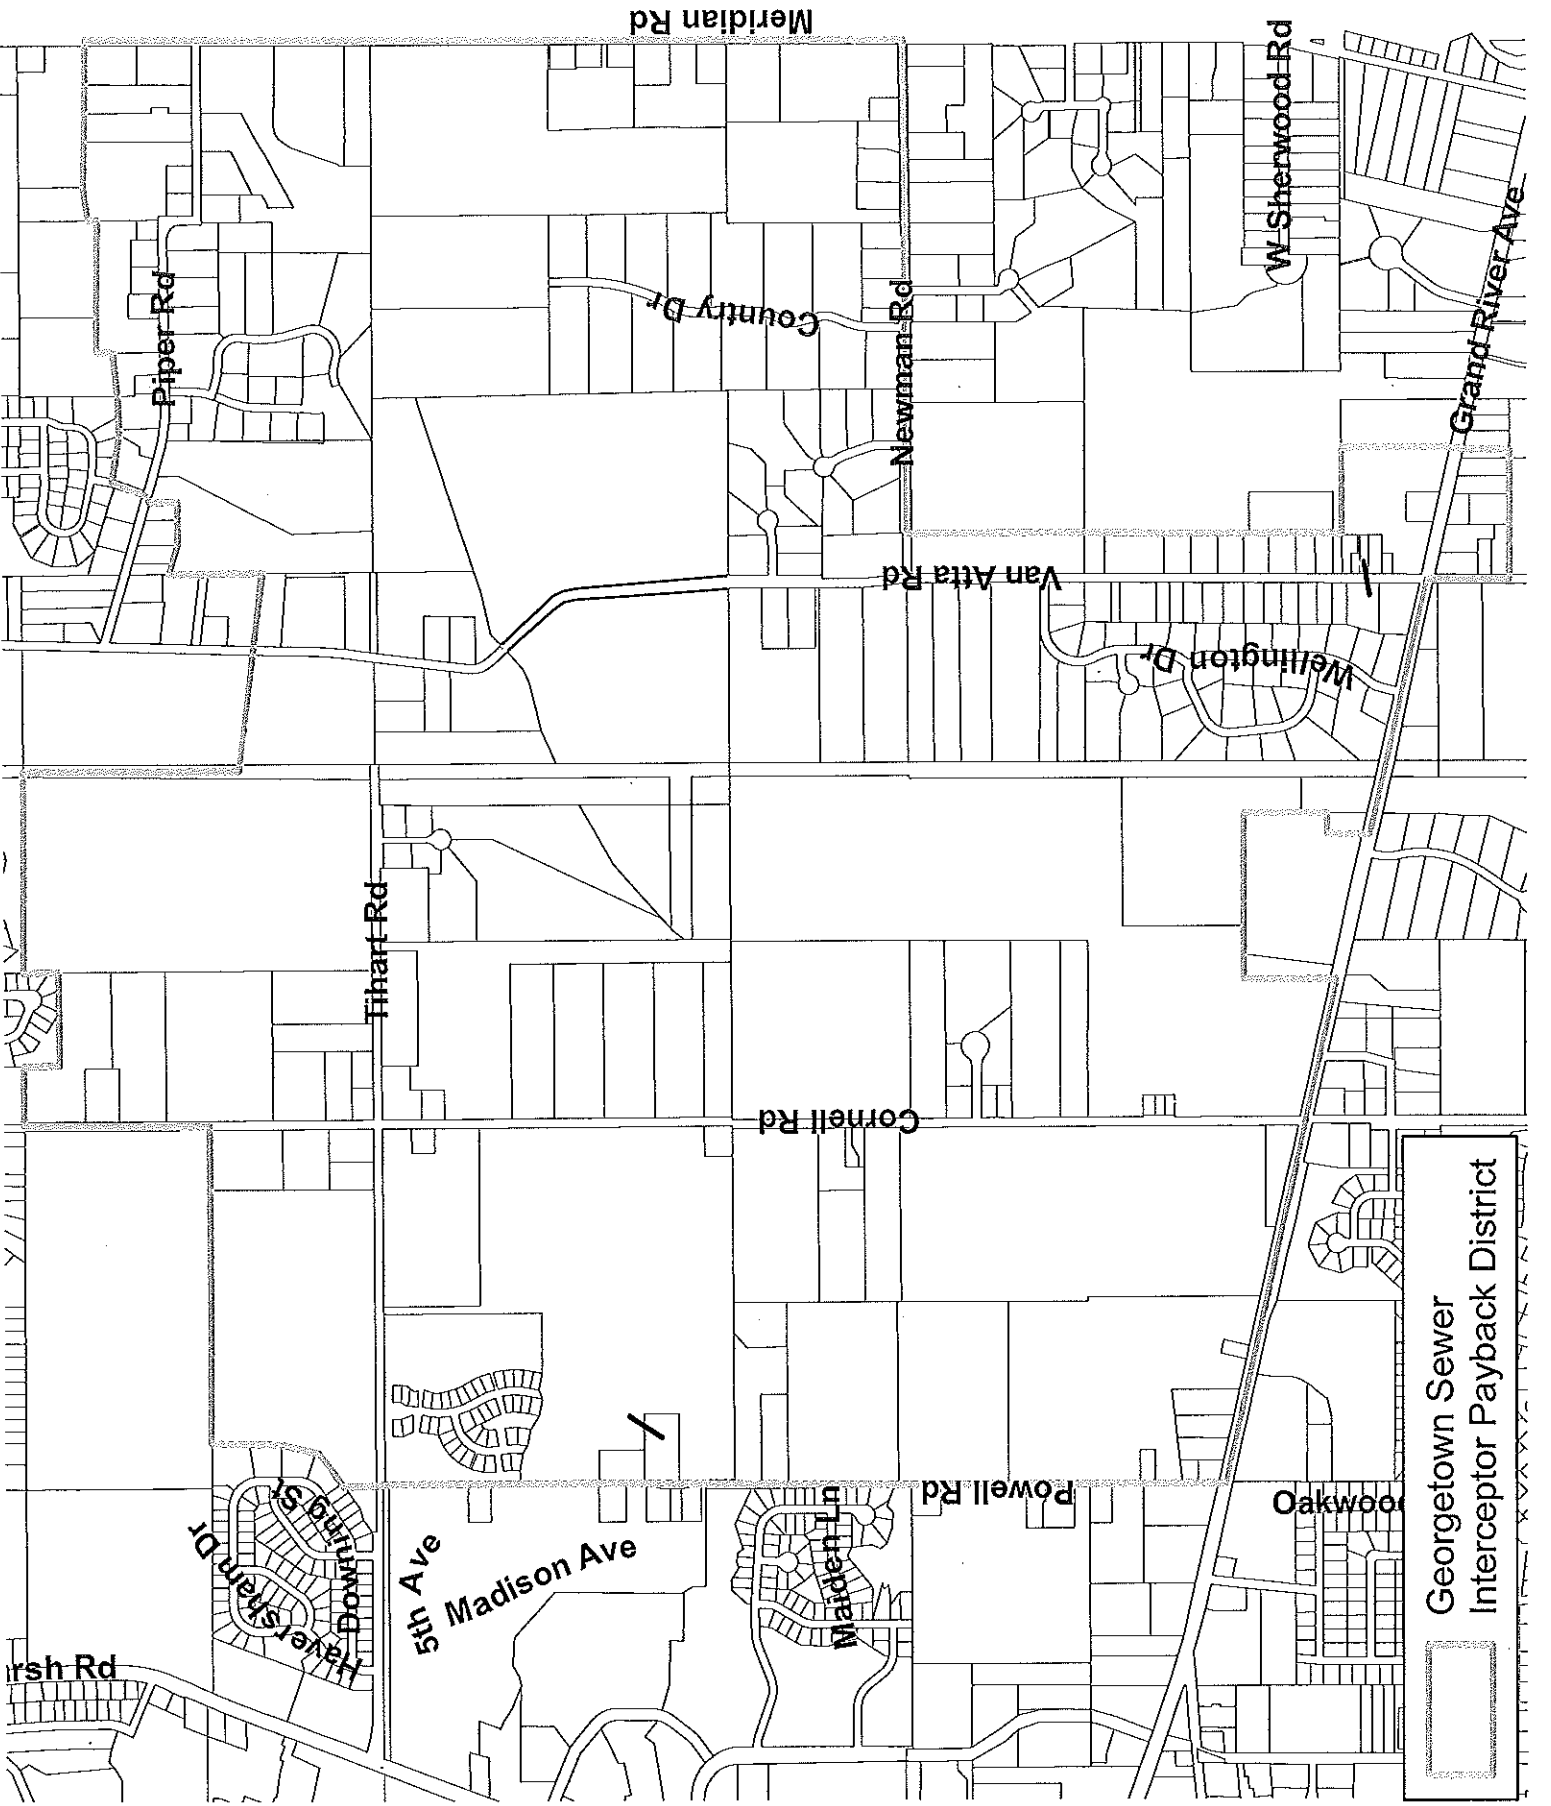 Meridian Rd
W Sherwood Rd
Piper Rd
Country Dr
Newman Rd
Grand River Ave
Van Atta Rd
Wellington Dr
Tihart Rd
Cornell Rd
Powell Rd
Oakwood
Downing St
Haversham Dr
5th Ave
Madison Ave
Maiden Ln
rsh Rd
Georgetown Sewer
Interceptor Payback District